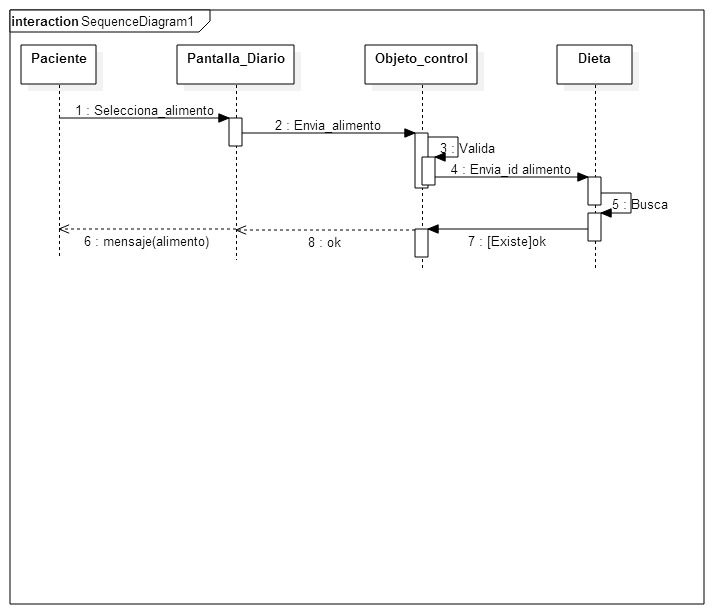 interaction SequenceDiagram1
Paciente
Pantalla_Diario
Objeto_control
Dieta
1 : Selecciona_alimento
2 : Envia_alimento
3 : Valida
4 : Envia_id alimento
5 : Busca
6 : mensaje(alimento)
8 : ok
7 : [Existe]ok